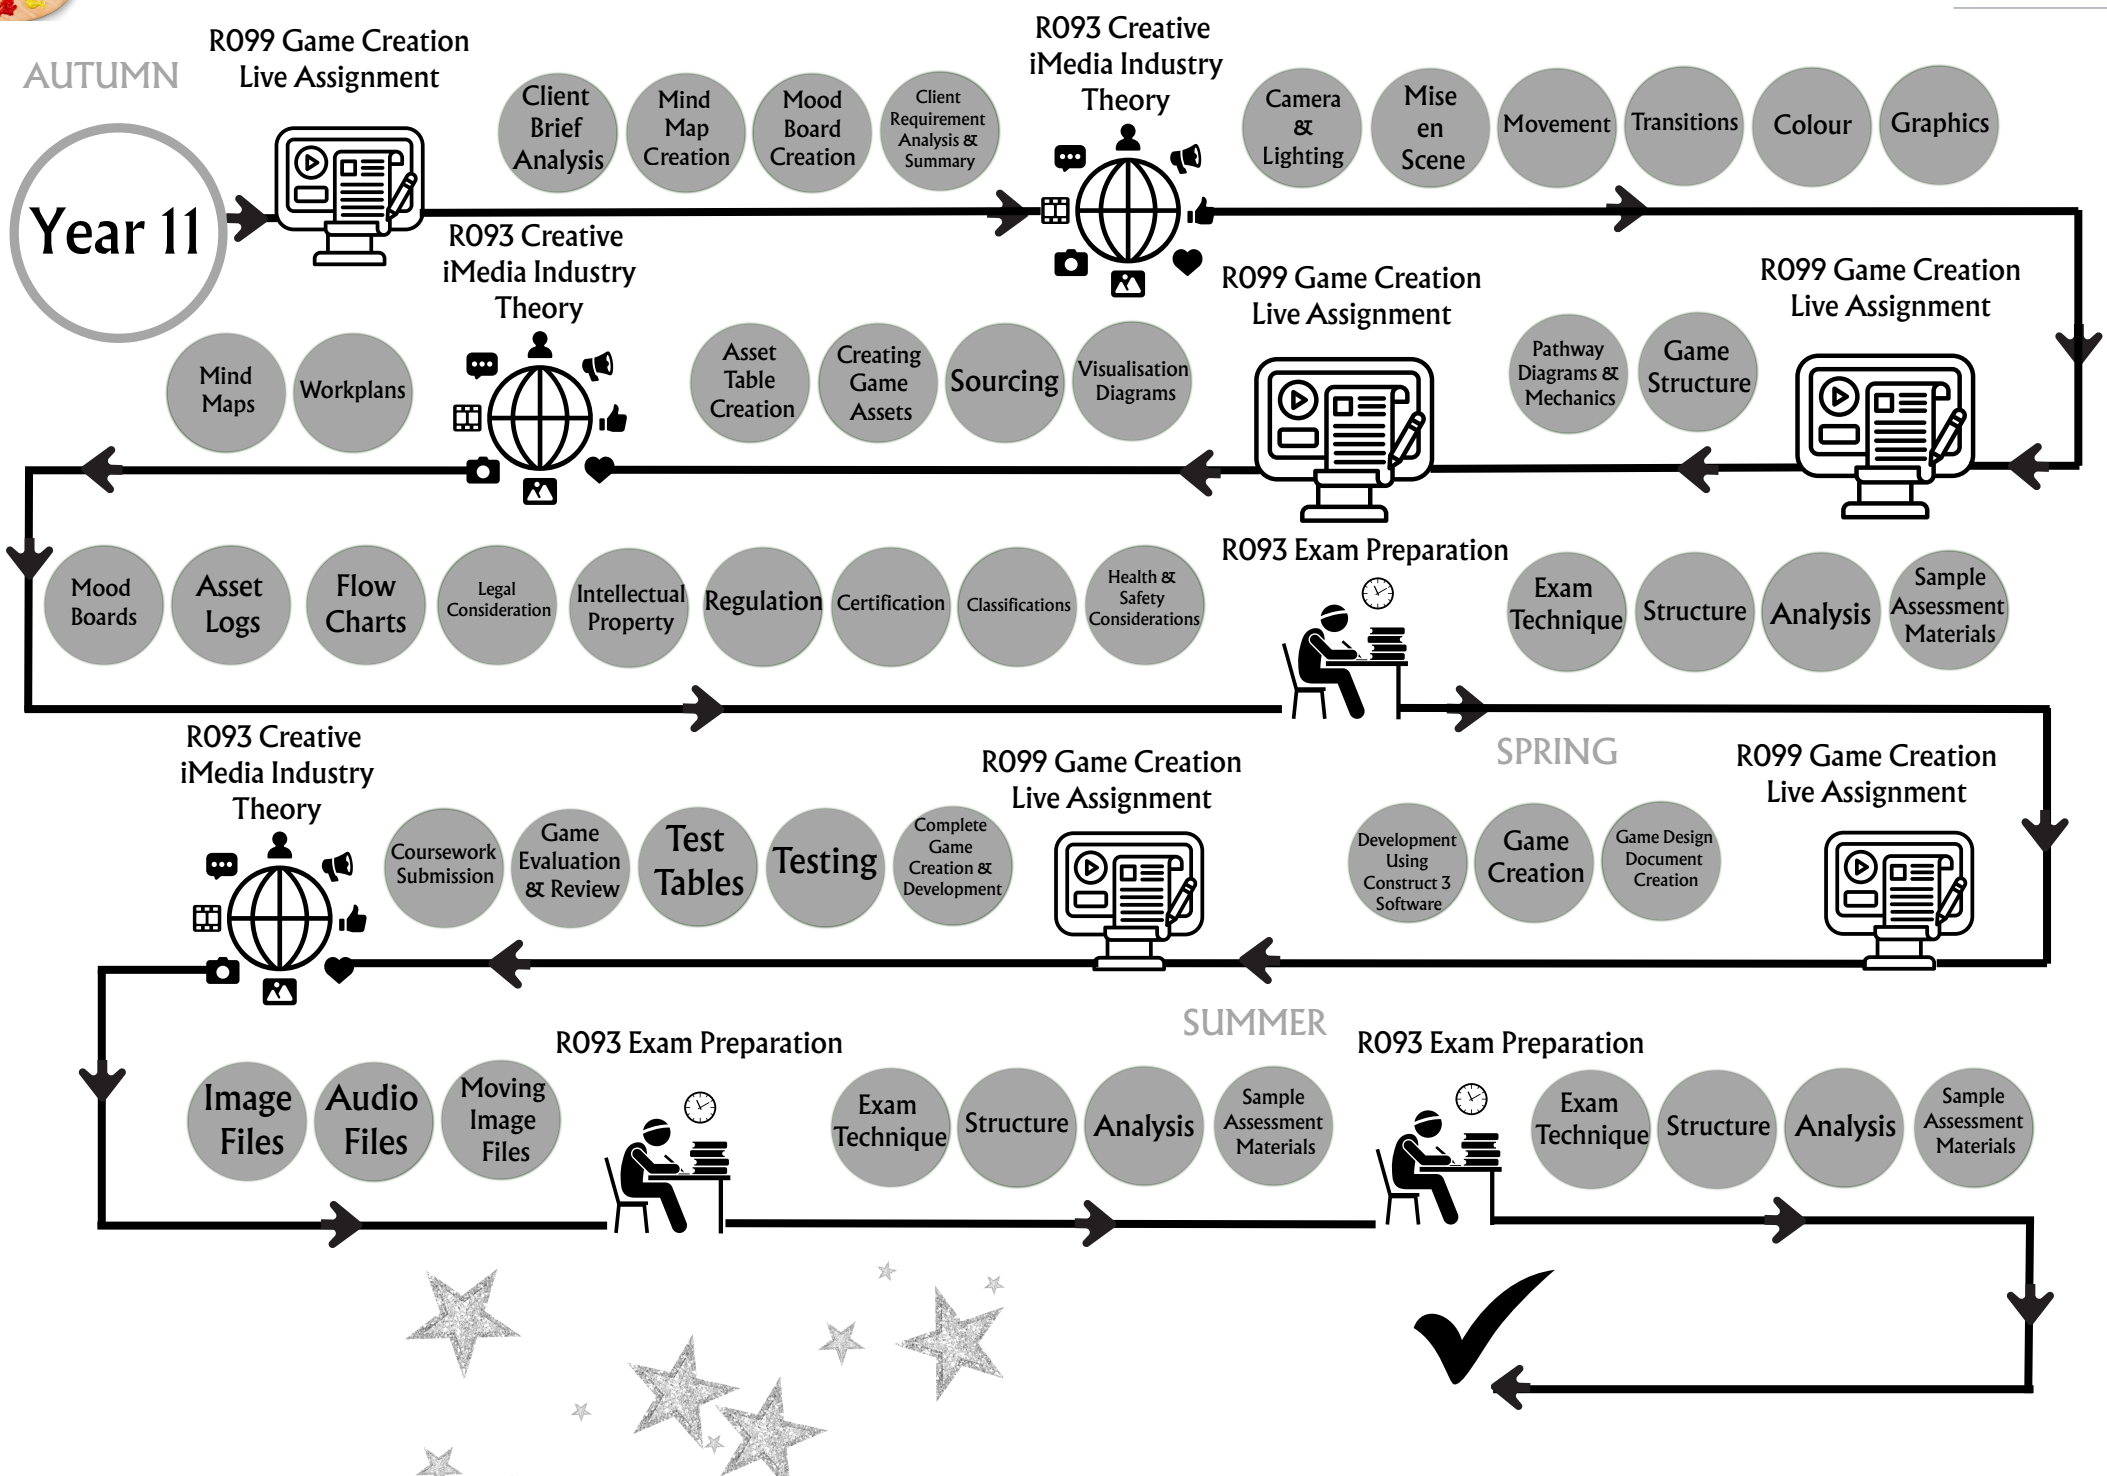 AUTUMN
Year 11
R099 Game Creation
Live Assignment
Client
Brief
Analysis
Mind
Map
Creation
Mood
Board
Creation
Client
Requirement
Analysis &
Summary
R093 Creative
iMedia Industry
Theory
Camera
&
Lighting
Mise
en
Scene
Movement
Transitions
Colour
Graphics
R099 Game Creation
Live Assignment
Game
Structure
Pathway
Diagrams &
Mechanics
R099 Game Creation
Live Assignment
Visualisation
Diagrams
Sourcing
Creating
Game
Assets
Asset
Table
Creation
R093 Creative
iMedia Industry
Theory
Workplans
Mind
Maps
Mood
Boards
Asset
Logs
Flow
Charts
Legal
Consideration
Intellectual
Property
Regulation
Certification
Classifications
Health &
Safety
Considerations
R093 Exam Preparation
Exam
Technique
Structure
Analysis
Sample
Assessment
Materials
SPRING
R099 Game Creation
Live Assignment
Game Design
Document
Creation
Game
Creation
Development
Using
Construct 3
Software
R099 Game Creation
Live Assignment
Complete
Game
Creation &
Development
Testing
Test
Tables
Game
Evaluation
& Review
Coursework
Submission
R093 Creative
iMedia Industry
Theory
Image
Files
Audio
Files
Moving
Image
Files
R093 Exam Preparation
Exam
Technique
Structure
Analysis
Sample
Assessment
Materials
SUMMER
R093 Exam Preparation
Exam
Technique
Structure
Analysis
Sample
Assessment
Materials